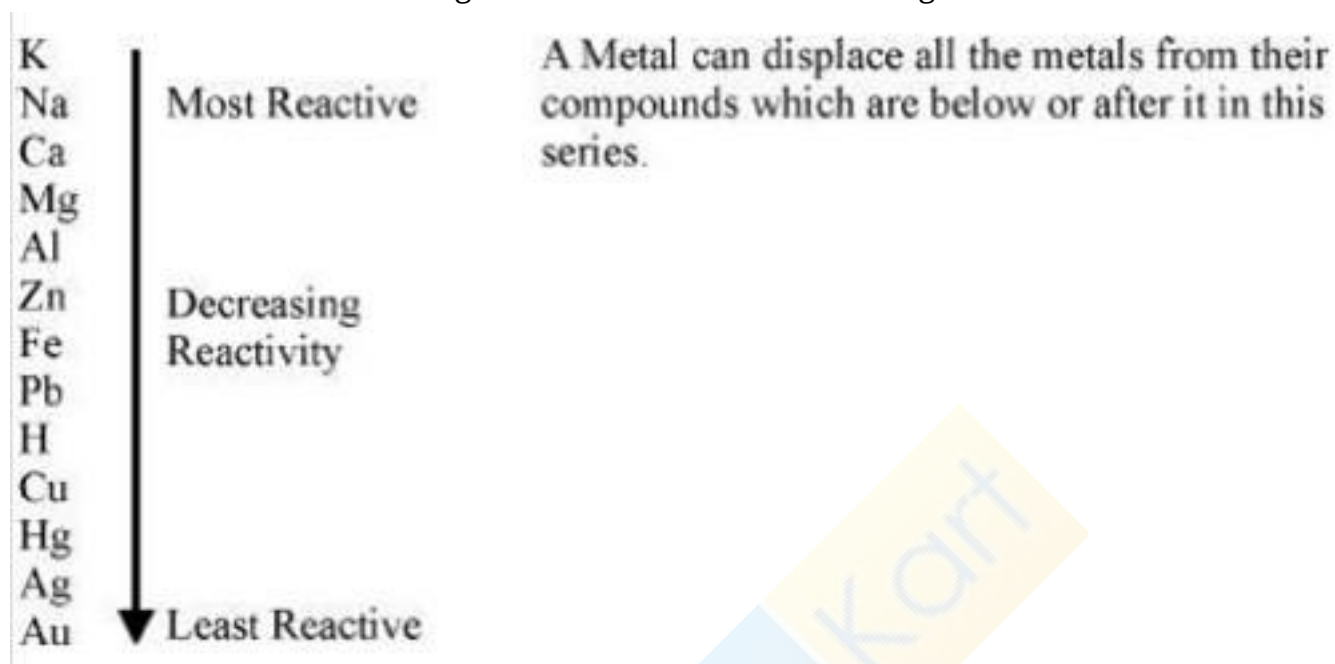 K
Na
Ca
Mg
Al
Zn
Fe
Pb
H
Cu
Hg
Ag
Au
Most Reactive
Decreasing
Reactivity
Least Reactive
A Metal can displace all the metals from their
compounds which are below or after it in this
series.
Kart